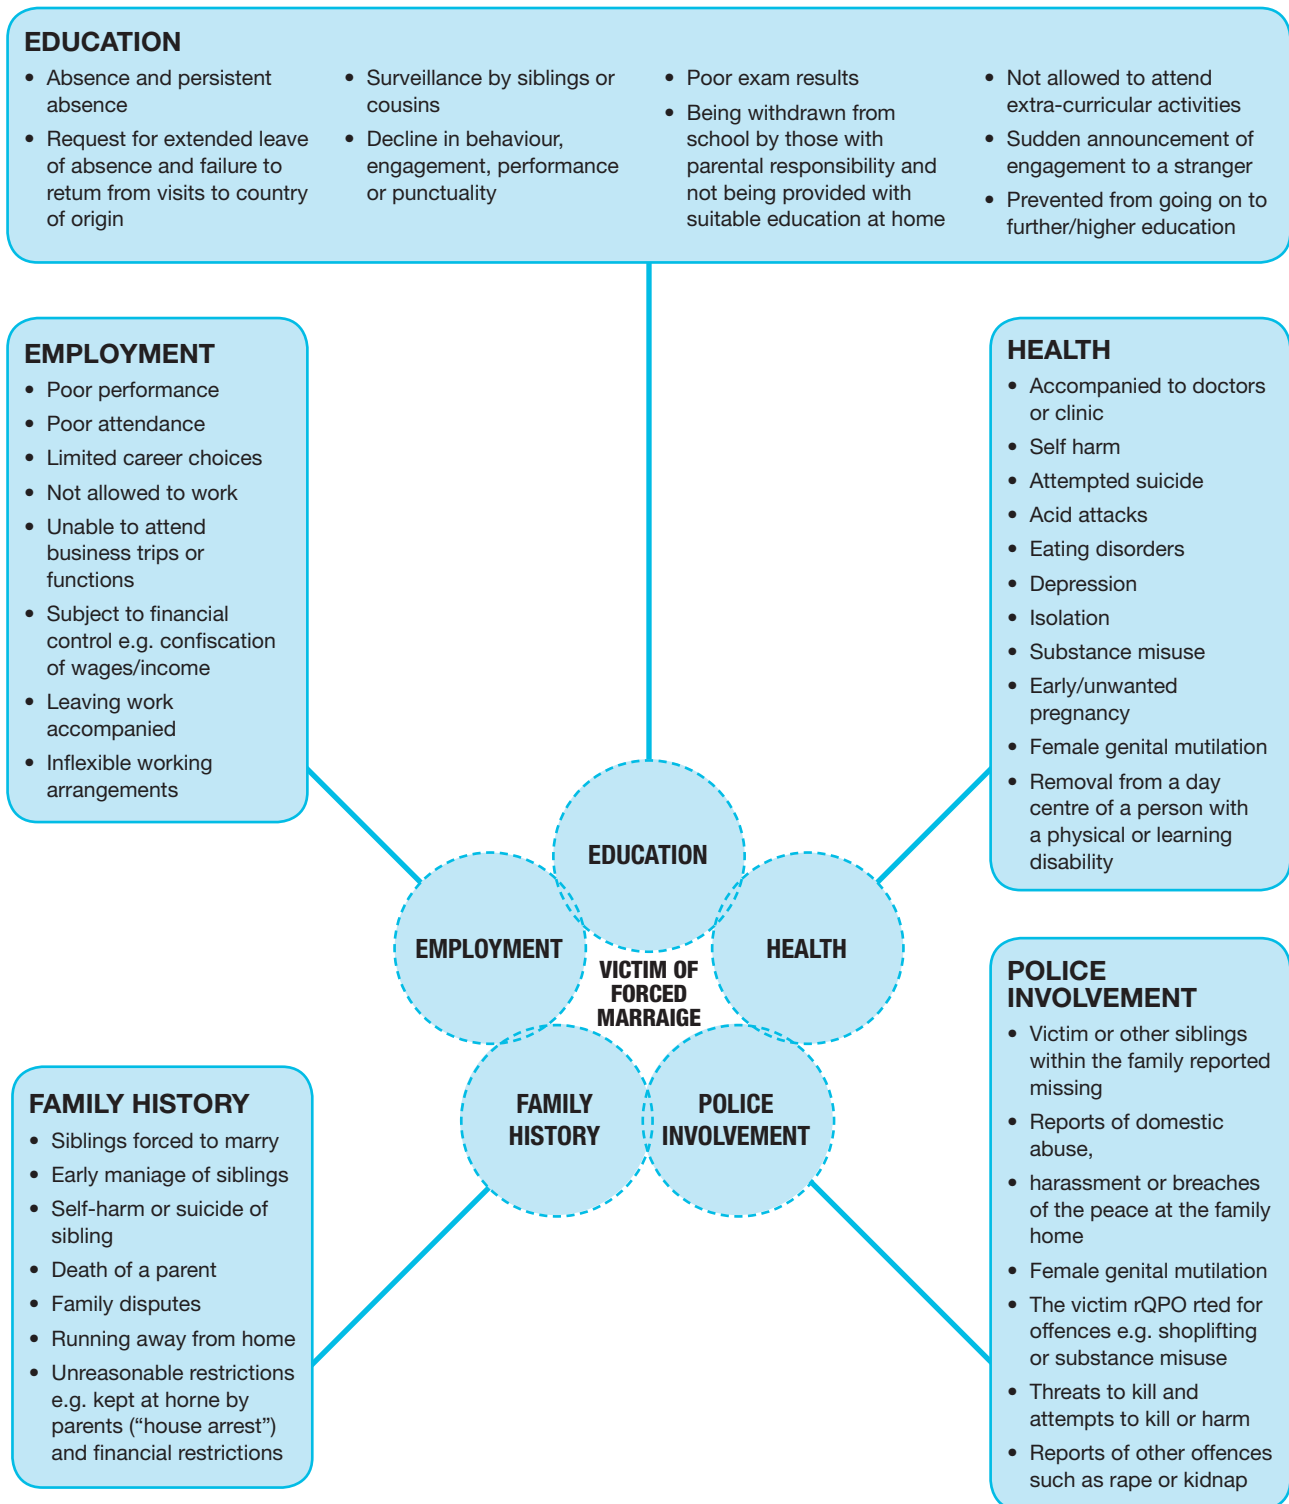 EDUCATION
• Absence and persistent
absence
• Request for extended leave
of absence and failure to
retum from visits to country
of origin
• Surveillance by siblings or
cousins
• Decline in behaviour,
engagement, performance
or punctuality
• Poor exam results
• Being withdrawn from
school by those with
parental responsibility and
not being provided with
suitable education at home
• Not allowed to attend
extra-curricular activities
• Sudden announcement of
engagement to a stranger
• Prevented from going on to
further/higher education
EMPLOYMENT
• Poor performance
• Poor attendance
• Limited career choices
• Not allowed to work
• Unable to attend
business trips or
functions
• Subject to financial
control e.g. confiscation
of wages/income
• Leaving work
accompanied
• Inflexible working
arrangements
HEALTH
• Accompanied to doctors
or clinic
• Self harm
• Attempted suicide
• Acid attacks
• Eating disorders
• Depression
• Isolation
• Substance misuse
• Early/unwanted
pregnancy
• Female genital mutilation
• Removal from a day
centre of a person with
a physical or learning
disability
EDUCATION
EMPLOYMENT
HEALTH
VICTIM OF
FORCED
MARRAIGE
FAMILY
HISTORY
POLICE
INVOLVEMENT
FAMILY HISTORY
• Siblings forced to marry
• Early maniage of siblings
• Self-harm or suicide of
sibling
• Death of a parent
• Family disputes
• Running away from home
• Unreasonable restrictions
e.g. kept at horne by
parents (“house arrest”)
and financial restrictions
POLICE
INVOLVEMENT
• Victim or other siblings
within the family reported
missing
• Reports of domestic
abuse,
• harassment or breaches
of the peace at the family
home
• Female genital mutilation
• The victim rQPO rted for
offences e.g. shoplifting
or substance misuse
• Threats to kill and
attempts to kill or harm
• Reports of other offences
such as rape or kidnap